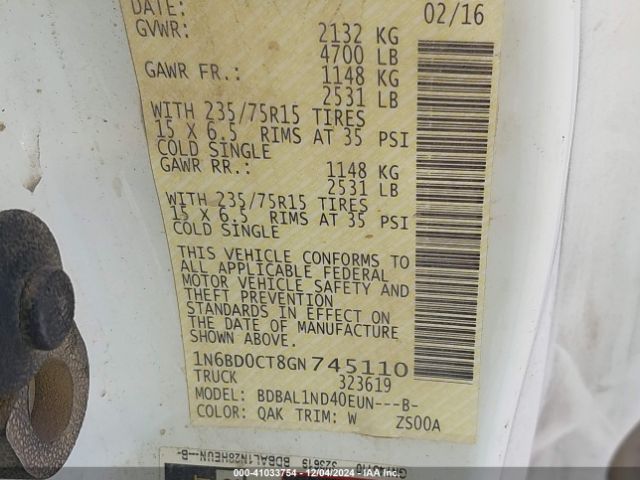 DATE: 02/16
GVWR: 2132 KG
4700 LB
GAWR FR.: 1148 KG
2531 LB
WITH 235/75R15 TIRES
15 X 6.5 RIMS AT 35 PSI
COLD SINGLE
GAWR RR.: 1148 KG
2531 LB
WITH 235/75R15 TIRES
15 X 6.5 RIMS AT 35 PSI
COLD SINGLE
THIS VEHICLE CONFORMS TO
ALL APPLICABLE FEDERAL
MOTOR VEHICLE SAFETY AND
THEFT PREVENTION
STANDARDS IN EFFECT ON
THE DATE OF MANUFACTURE
SHOWN ABOVE.
1N6BD0CT8GN745110
TRUCK 323619
MODEL: BDBAL1ND40EUN---B-
COLOR: QAK TRIM: W ZS00A
323619 BDBAL1N28HEUN--B-
000-41033754 - 12/04/2024 - IAAI.com